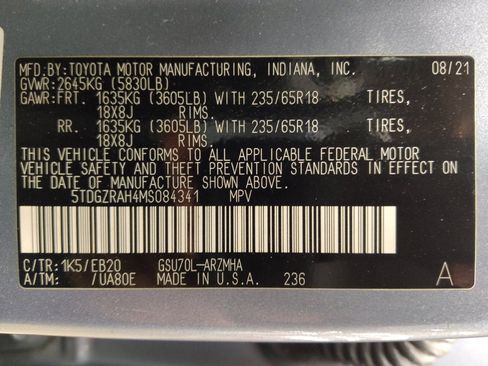 MFD.BY:TOYOTA MOTOR MANUFACTURING, INDIANA, INC. 08/21
GVWR:2645KG (5830LB)
GAWR:FRT. 1635KG (3605LB) WITH 235/65R18 TIRES,
18X8J RIMS.
RR. 1635KG (3605LB) WITH 235/65R18 TIRES,
18X8J RIMS.
THIS VEHICLE CONFORMS TO ALL APPLICABLE FEDERAL MOTOR
VEHICLE SAFETY AND THEFT PREVENTION STANDARDS IN EFFECT ON
THE DATE OF MANUFACTURE SHOWN ABOVE.
5TDGZRAH4MS084341 MPV
C/TR:1K5/EB20 GSU70L-ARZMHA
A/TM: /UA80E MADE IN U.S.A. 236 A